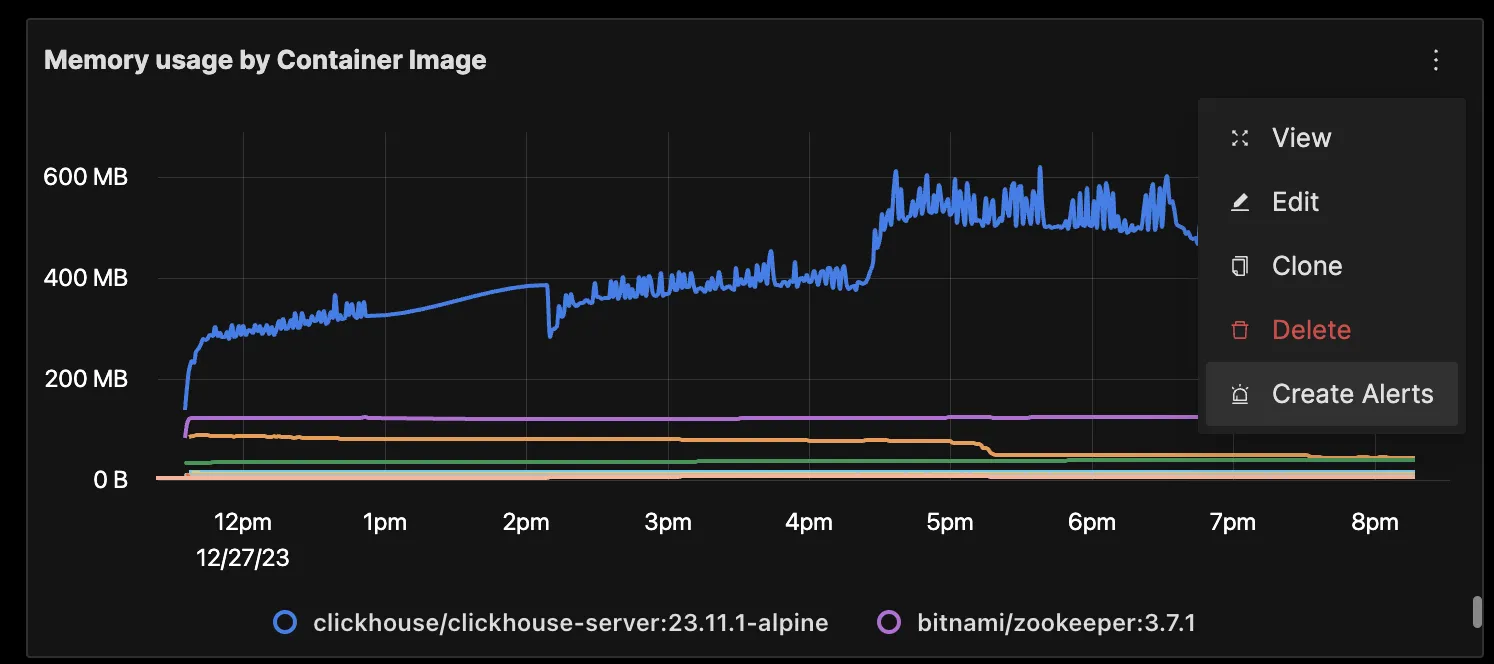 Memory usage by Container Image
View
Edit
Clone
Delete
Create Alerts
600 MB
400 MB
200 MB
0 B
12pm 1pm 2pm 3pm 4pm 5pm 6pm 7pm 8pm
12/27/23
clickhouse/clickhouse-server:23.11.1-alpine bitnami/zookeeper:3.7.1